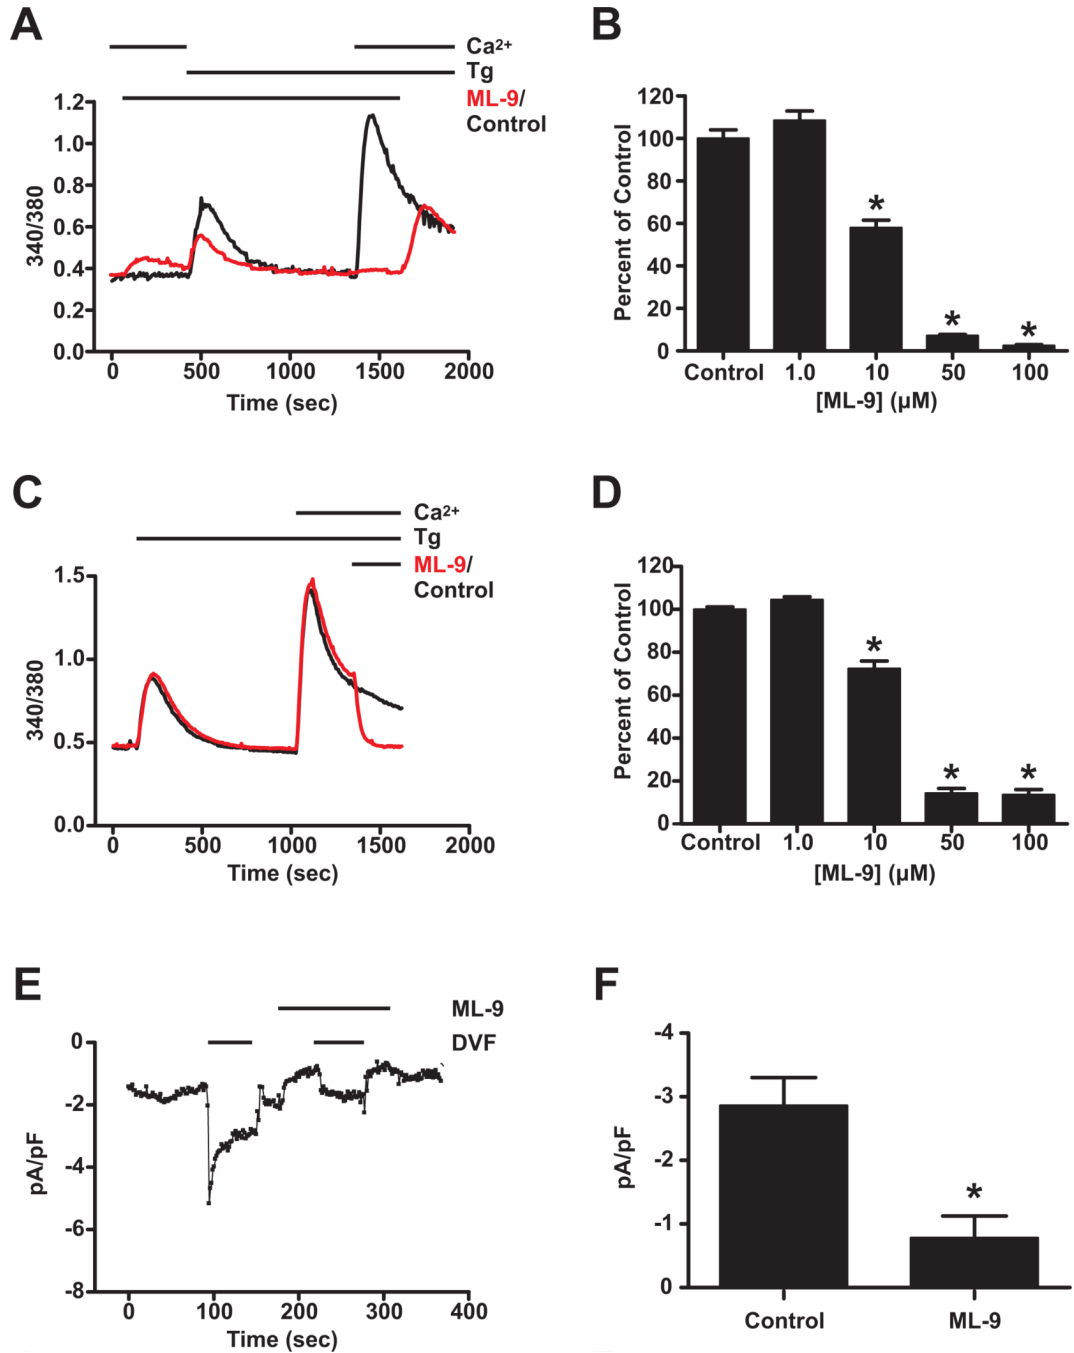 A
Ca²⁺
Tg
ML-9/
Control
1.2
1.0
0.8
0.6
0.4
0.2
0.0
340/380
0 500 1000 1500 2000
Time (sec)
B
120
100
80
60
40
20
0
Percent of Control
* * *
Control 1.0 10 50 100
[ML-9] (µM)
C
Ca²⁺
Tg
ML-9/
Control
1.5
1.0
0.5
0.0
340/380
0 500 1000 1500 2000
Time (sec)
D
120
100
80
60
40
20
0
Percent of Control
* * *
Control 1.0 10 50 100
[ML-9] (µM)
E
ML-9
DVF
0
-2
-4
-6
-8
pA/pF
0 100 200 300 400
Time (sec)
F
-4
-3
-2
-1
0
pA/pF
*
Control ML-9